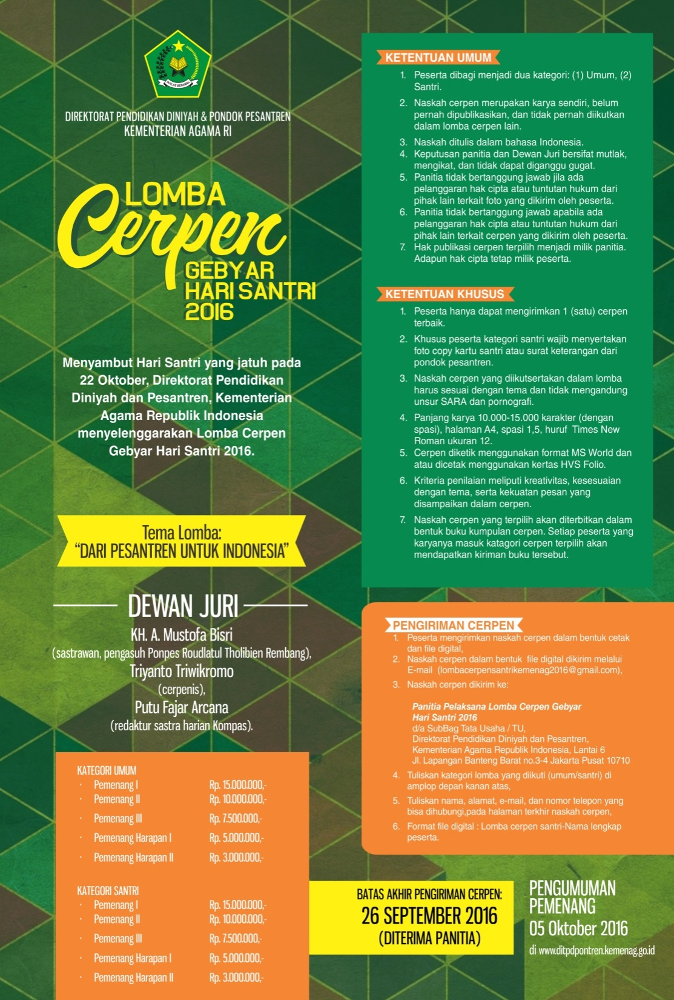 IKHLAS BERAMAL
DIREKTORAT PENDIDIKAN DINIYAH & PONDOK PESANTREN
KEMENTERIAN AGAMA RI
LOMBA
Cerpen
GEBYAR
HARI SANTRI
2016
Menyambut Hari Santri yang jatuh pada
22 Oktober, Direktorat Pendidikan
Diniyah dan Pesantren, Kementerian
Agama Republik Indonesia
menyelenggarakan Lomba Cerpen
Gebyar Hari Santri 2016.
Tema Lomba:
“DARI PESANTREN UNTUK INDONESIA”
DEWAN JURI
KH. A. Mustofa Bisri
(sastrawan, pengasuh Ponpes Roudlatul Tholibien Rembang),
Triyanto Triwikromo
(cerpenis),
Putu Fajar Arcana
(redaktur sastra harian Kompas).
KATEGORI UMUM
· Pemenang I Rp. 15.000.000,-
· Pemenang II Rp. 10.000.000,-
· Pemenang III Rp. 7.500.000,-
· Pemenang Harapan I Rp. 5.000.000,-
· Pemenang Harapan II Rp. 3.000.000,-
KATEGORI SANTRI
· Pemenang I Rp. 15.000.000,-
· Pemenang II Rp. 10.000.000,-
· Pemenang III Rp. 7.500.000,-
· Pemenang Harapan I Rp. 5.000.000,-
· Pemenang Harapan II Rp. 3.000.000,-
KETENTUAN UMUM
1. Peserta dibagi menjadi dua kategori: (1) Umum, (2)
Santri.
2. Naskah cerpen merupakan karya sendiri, belum
pernah dipublikasikan, dan tidak pernah diikutkan
dalam lomba cerpen lain.
3. Naskah ditulis dalam bahasa Indonesia.
4. Keputusan panitia dan Dewan Juri bersifat mutlak,
mengikat, dan tidak dapat diganggu gugat.
5. Panitia tidak bertanggung jawab jila ada
pelanggaran hak cipta atau tuntutan hukum dari
pihak lain terkait foto yang dikirim oleh peserta.
6. Panitia tidak bertanggung jawab apabila ada
pelanggaran hak cipta atau tuntutan hukum dari
pihak lain terkait cerpen yang dikirim oleh peserta.
7. Hak publikasi cerpen terpilih menjadi milik panitia.
Adapun hak cipta tetap milik peserta.
KETENTUAN KHUSUS
1. Peserta hanya dapat mengirimkan 1 (satu) cerpen
terbaik.
2. Khusus peserta kategori santri wajib menyertakan
foto copy kartu santri atau surat keterangan dari
pondok pesantren.
3. Naskah cerpen yang diikutsertakan dalam lomba
harus sesuai dengan tema dan tidak mengandung
unsur SARA dan pornografi.
4. Panjang karya 10.000-15.000 karakter (dengan
spasi), halaman A4, spasi 1,5, huruf Times New
Roman ukuran 12.
5. Cerpen diketik menggunakan format MS World dan
atau dicetak menggunakan kertas HVS Folio.
6. Kriteria penilaian meliputi kreativitas, kesesuaian
dengan tema, serta kekuatan pesan yang
disampaikan dalam cerpen.
7. Naskah cerpen yang terpilih akan diterbitkan dalam
bentuk buku kumpulan cerpen. Setiap peserta yang
karyanya masuk katagori cerpen terpilih akan
mendapatkan kiriman buku tersebut.
PENGIRIMAN CERPEN
1. Peserta mengirimkan naskah cerpen dalam bentuk cetak
dan file digital,
2. Naskah cerpen dalam bentuk file digital dikirim melalui
E-mail (lombacerpensantrikemenag2016@gmail.com),
3. Naskah cerpen dikirim ke:
Panitia Pelaksana Lomba Cerpen Gebyar
Hari Santri 2016
d/a SubBag Tata Usaha / TU,
Direktorat Pendidikan Diniyah dan Pesantren,
Kementerian Agama Republik Indonesia, Lantai 6
Jl. Lapangan Banteng Barat no.3-4 Jakarta Pusat 10710
4. Tuliskan kategori lomba yang diikuti (umum/santri) di
amplop depan kanan atas,
5. Tuliskan nama, alamat, e-mail, dan nomor telepon yang
bisa dihubungi,pada halaman terkhir naskah cerpen,
6. Format file digital : Lomba cerpen santri-Nama lengkap
peserta.
BATAS AKHIR PENGIRIMAN CERPEN:
26 SEPTEMBER 2016
(DITERIMA PANITIA)
PENGUMUMAN
PEMENANG
05 Oktober 2016
di www.ditpdpontren.kemenag.go.id